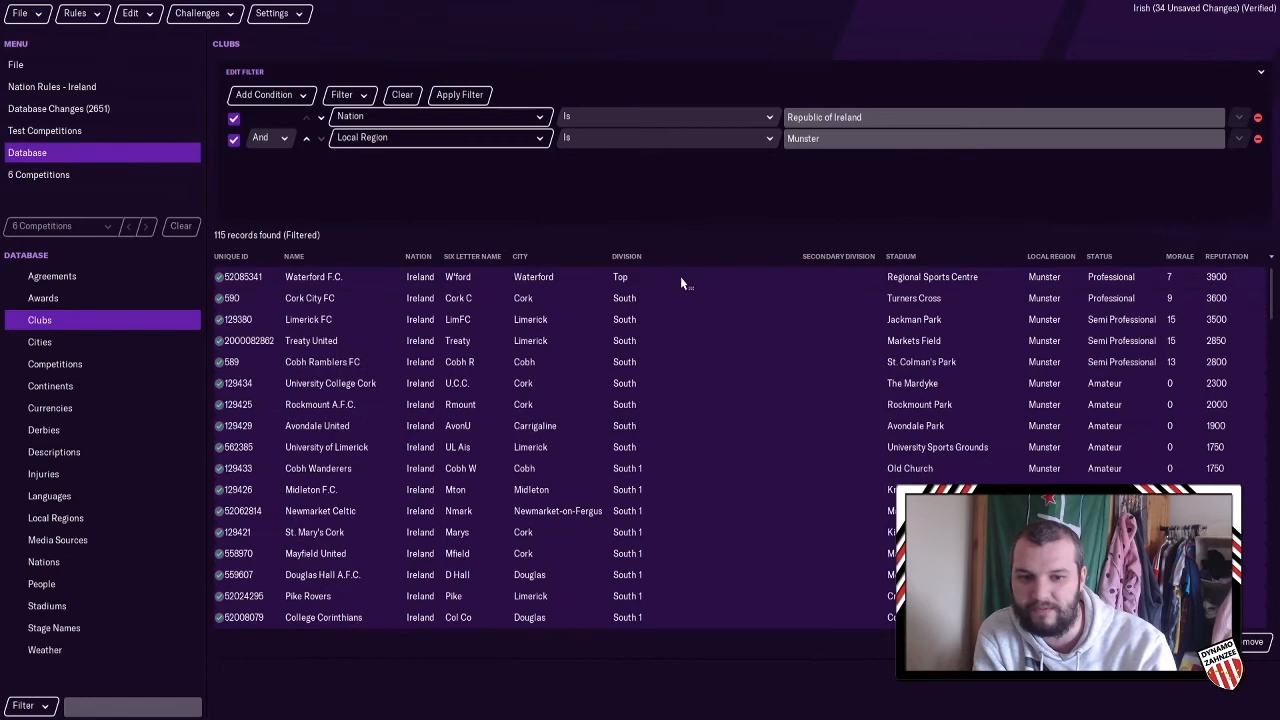 File Rules Edit Challenges Settings Irish (34 Unsaved Changes) (Verified)
MENU
File
Nation Rules - Ireland
Database Changes (2651)
Test Competitions
Database
6 Competitions
6 Competitions Clear
DATABASE
Agreements
Awards
Clubs
Cities
Competitions
Continents
Currencies
Derbies
Descriptions
Injuries
Languages
Local Regions
Media Sources
Nations
People
Stadiums
Stage Names
Weather
Filter
CLUBS
EDIT FILTER
Add Condition Filter Clear Apply Filter
Nation Is Republic of Ireland
And Local Region Is Munster
115 records found (Filtered)
UNIQUE ID NAME NATION SIX LETTER NAME CITY DIVISION SECONDARY DIVISION STADIUM LOCAL REGION STATUS MORALE REPUTATION
52085341 Waterford F.C. Ireland W'ford Waterford Top Regional Sports Centre Munster Professional 7 3900
590 Cork City FC Ireland Cork C Cork South Turners Cross Munster Professional 9 3600
129380 Limerick FC Ireland LimFC Limerick South Jackman Park Munster Semi Professional 15 3500
2000082862 Treaty United Ireland Treaty Limerick South Markets Field Munster Semi Professional 15 2850
589 Cobh Ramblers FC Ireland Cobh R Cobh South St. Colman's Park Munster Semi Professional 13 2800
129434 University College Cork Ireland U.C.C. Cork South The Mardyke Munster Amateur 0 2300
129425 Rockmount A.F.C. Ireland Rmount Cork South Rockmount Park Munster Amateur 0 2000
129429 Avondale United Ireland AvonU Carrigaline South Avondale Park Munster Amateur 0 1900
562385 University of Limerick Ireland UL Ais Limerick South University Sports Grounds Munster Amateur 0 1750
129433 Cobh Wanderers Ireland Cobh W Cobh South 1 Old Church Munster Amateur 0 1750
129426 Midleton F.C. Ireland Mton Midleton South 1
52062814 Newmarket Celtic Ireland Nmark Newmarket-on-Fergus South 1
129421 St. Mary's Cork Ireland Marys Cork South 1
558970 Mayfield United Ireland Mfield Cork South 1
559607 Douglas Hall A.F.C. Ireland D Hall Douglas South 1
52024295 Pike Rovers Ireland Pike Limerick South 1
52008079 College Corinthians Ireland Col Co Douglas South 1
DYNAMO
ZAHNZEE